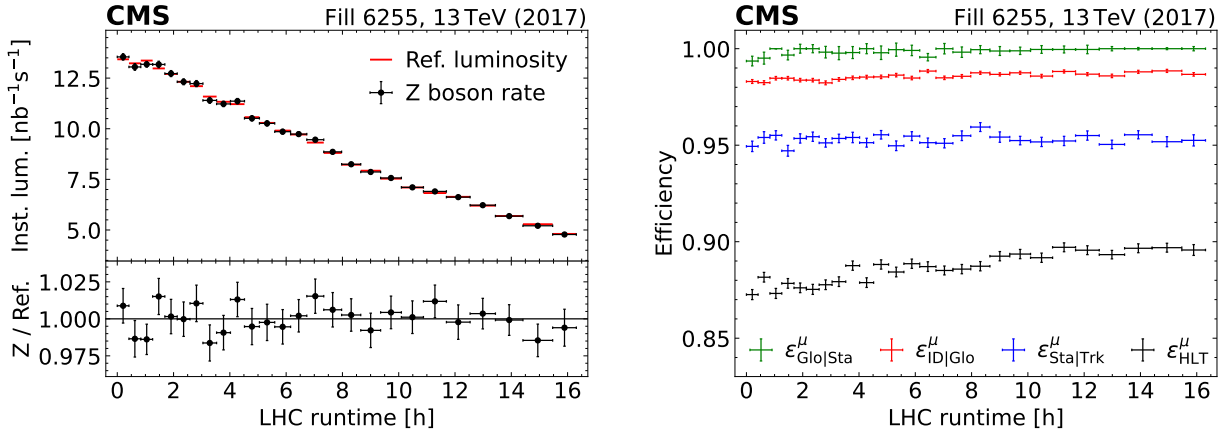 CMS Fill 6255, 13 TeV (2017)
Inst. lum. [nb⁻¹s⁻¹]
13.5
12.5
10.0
7.5
5.0
Ref. luminosity
Z boson rate
Z / Ref.
1.025
1.000
0.975
0 2 4 6 8 10 12 14 16
LHC runtime [h]
CMS Fill 6255, 13 TeV (2017)
Efficiency
1.00
0.95
0.90
0.85
ε^μ_Glo|Sta ε^μ_ID|Glo ε^μ_Sta|Trk ε^μ_HLT
0 2 4 6 8 10 12 14 16
LHC runtime [h]